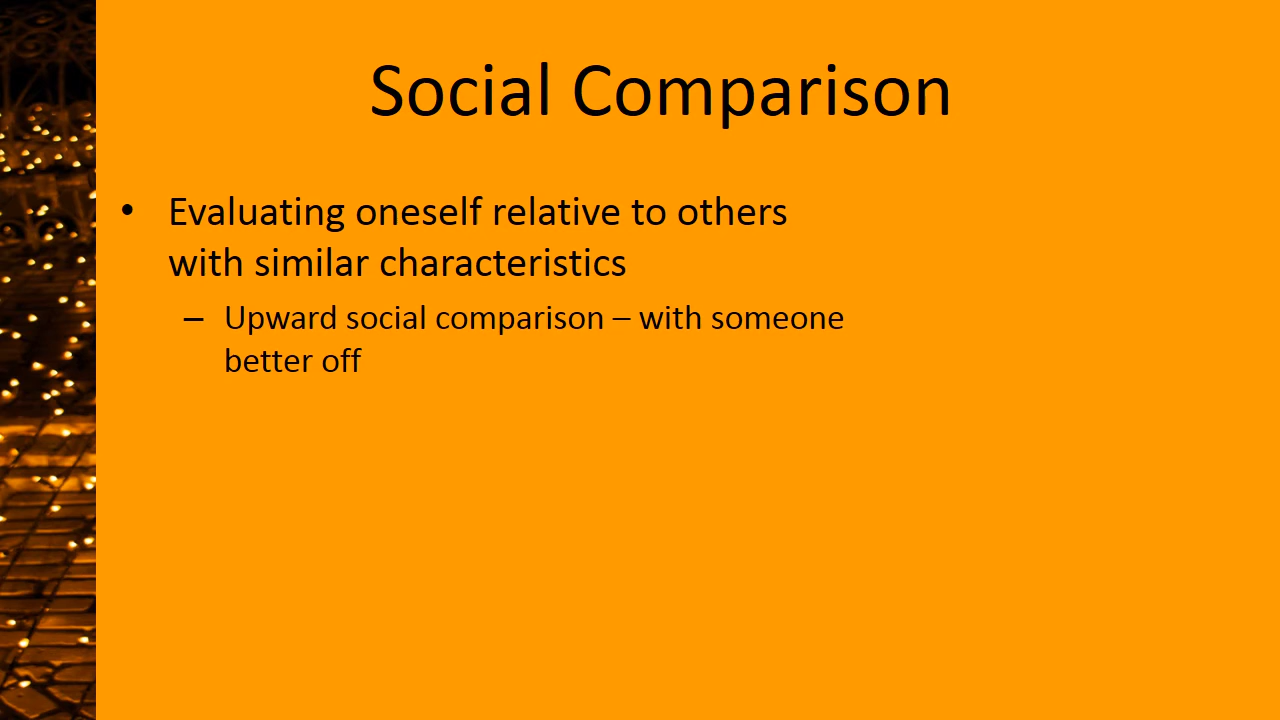 Social Comparison
• Evaluating oneself relative to others
with similar characteristics
– Upward social comparison – with someone
better off